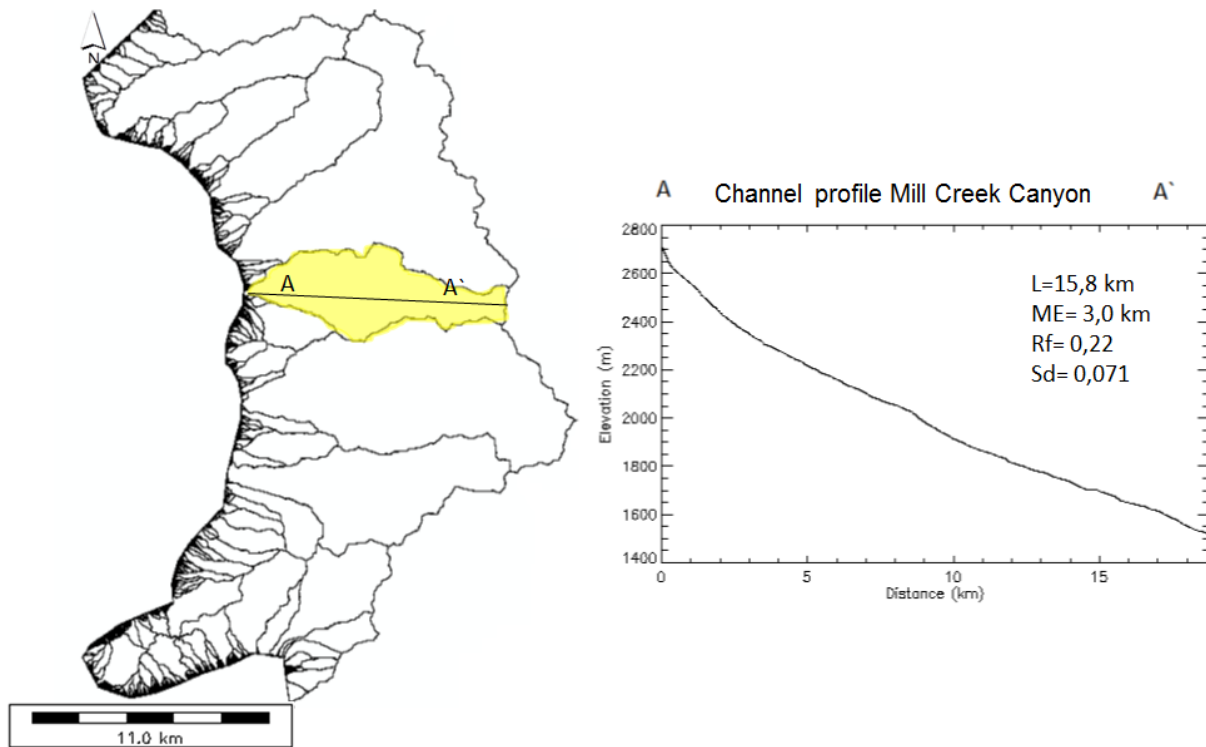 N
A
A`
11.0 km
A Channel profile Mill Creek Canyon A`
2800
2600
2400
2200
2000
1800
1600
1400
Elevation (m)
L=15,8 km
ME= 3,0 km
Rf= 0,22
Sd= 0,071
0 5 10 15
Distance (km)